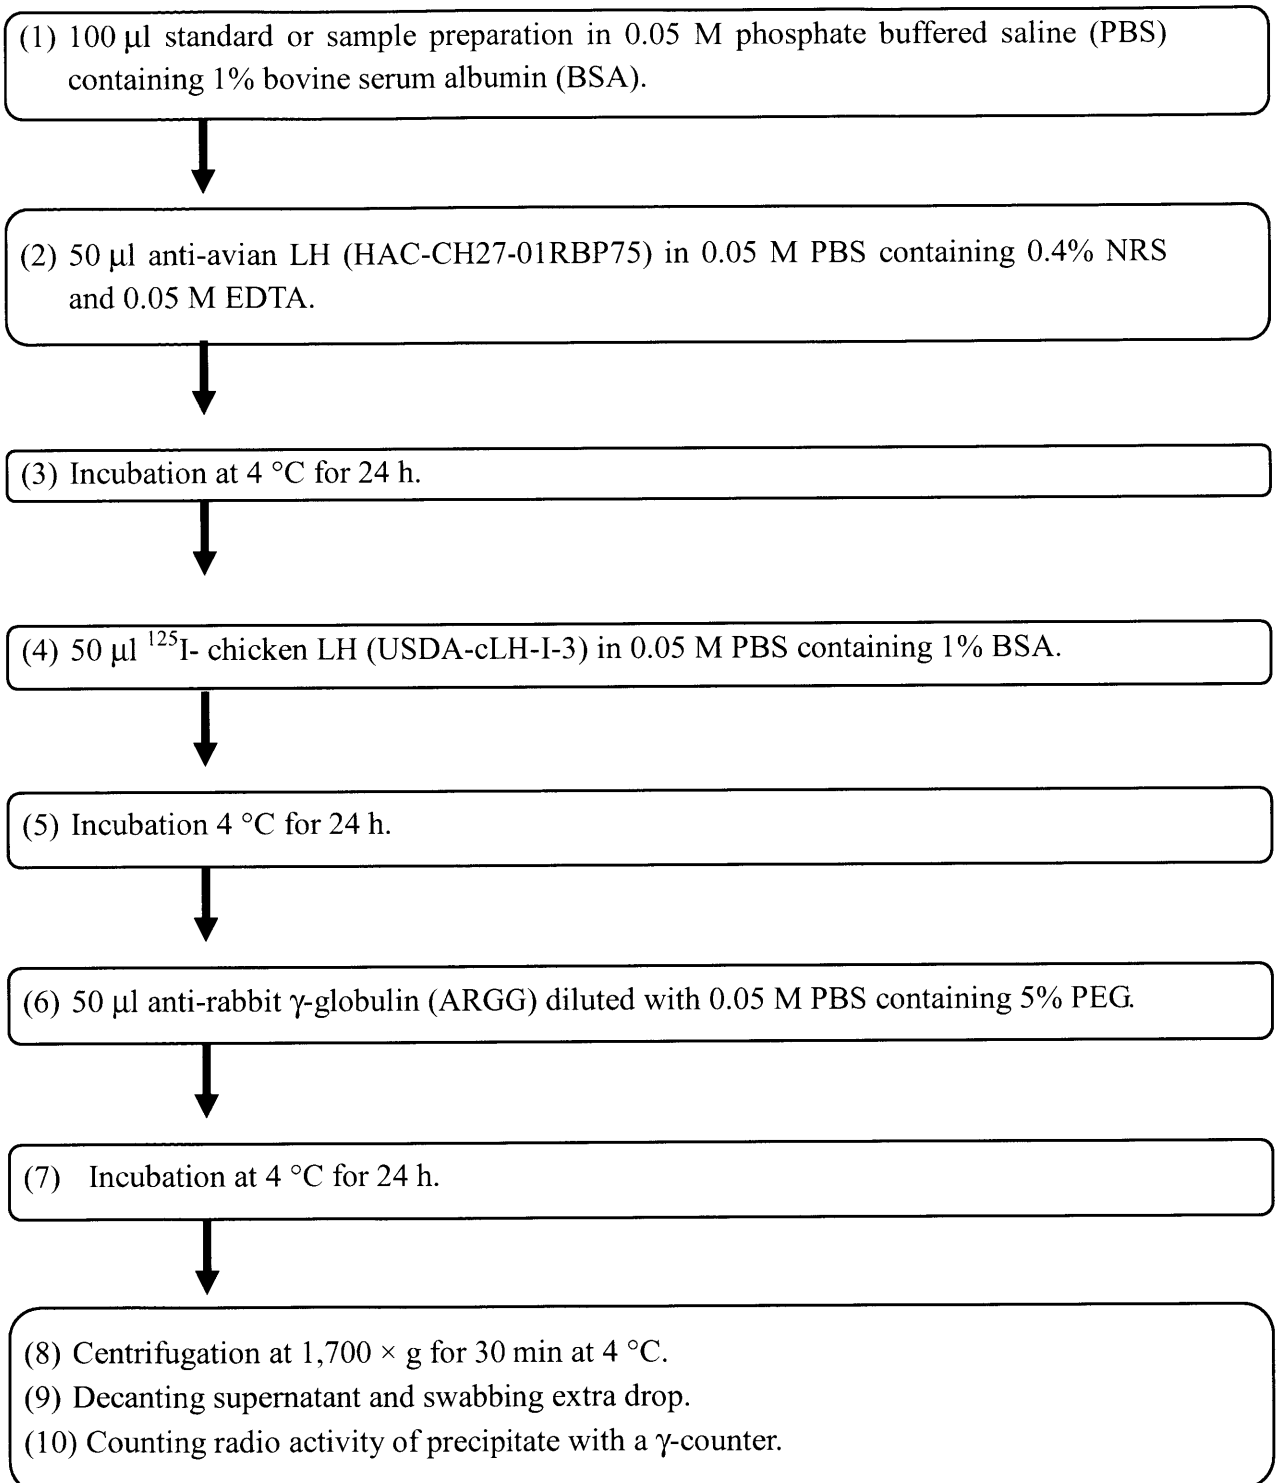 (1) 100 μl standard or sample preparation in 0.05 M phosphate buffered saline (PBS)
containing 1% bovine serum albumin (BSA).
(2) 50 μl anti-avian LH (HAC-CH27-01RBP75) in 0.05 M PBS containing 0.4% NRS
and 0.05 M EDTA.
(3) Incubation at 4 °C for 24 h.
(4) 50 μl ¹²⁵I- chicken LH (USDA-cLH-I-3) in 0.05 M PBS containing 1% BSA.
(5) Incubation 4 °C for 24 h.
(6) 50 μl anti-rabbit γ-globulin (ARGG) diluted with 0.05 M PBS containing 5% PEG.
(7) Incubation at 4 °C for 24 h.
(8) Centrifugation at 1,700 × g for 30 min at 4 °C.
(9) Decanting supernatant and swabbing extra drop.
(10) Counting radio activity of precipitate with a γ-counter.